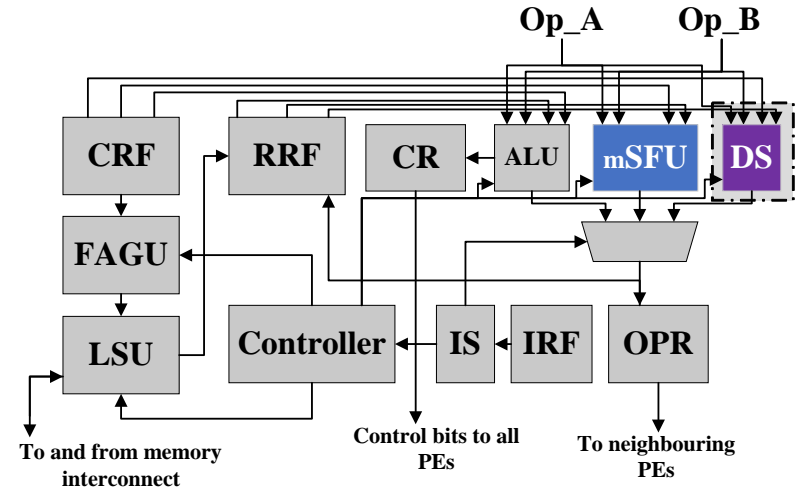 Op_A
Op_B
CRF
RRF
CR
ALU
mSFU
DS
FAGU
LSU
Controller
IS
IRF
OPR
To and from memory
interconnect
Control bits to all
PEs
To neighbouring
PEs